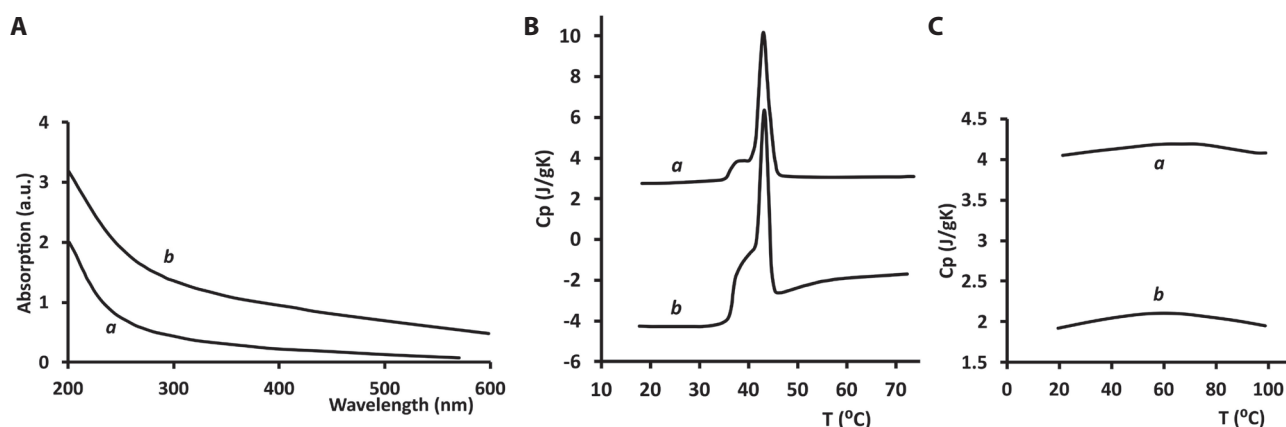 A
4
3
2
1
0
Absorption (a.u.)
b
a
200
300
400
500
600
Wavelength (nm)
B
10
8
6
4
2
0
-2
-4
-6
Cp (J/gK)
a
b
10
20
30
40
50
60
70
T (⁰C)
C
4.5
4
3.5
3
2.5
2
1.5
Cp (J/gK)
a
b
0
20
40
60
80
100
T (⁰C)